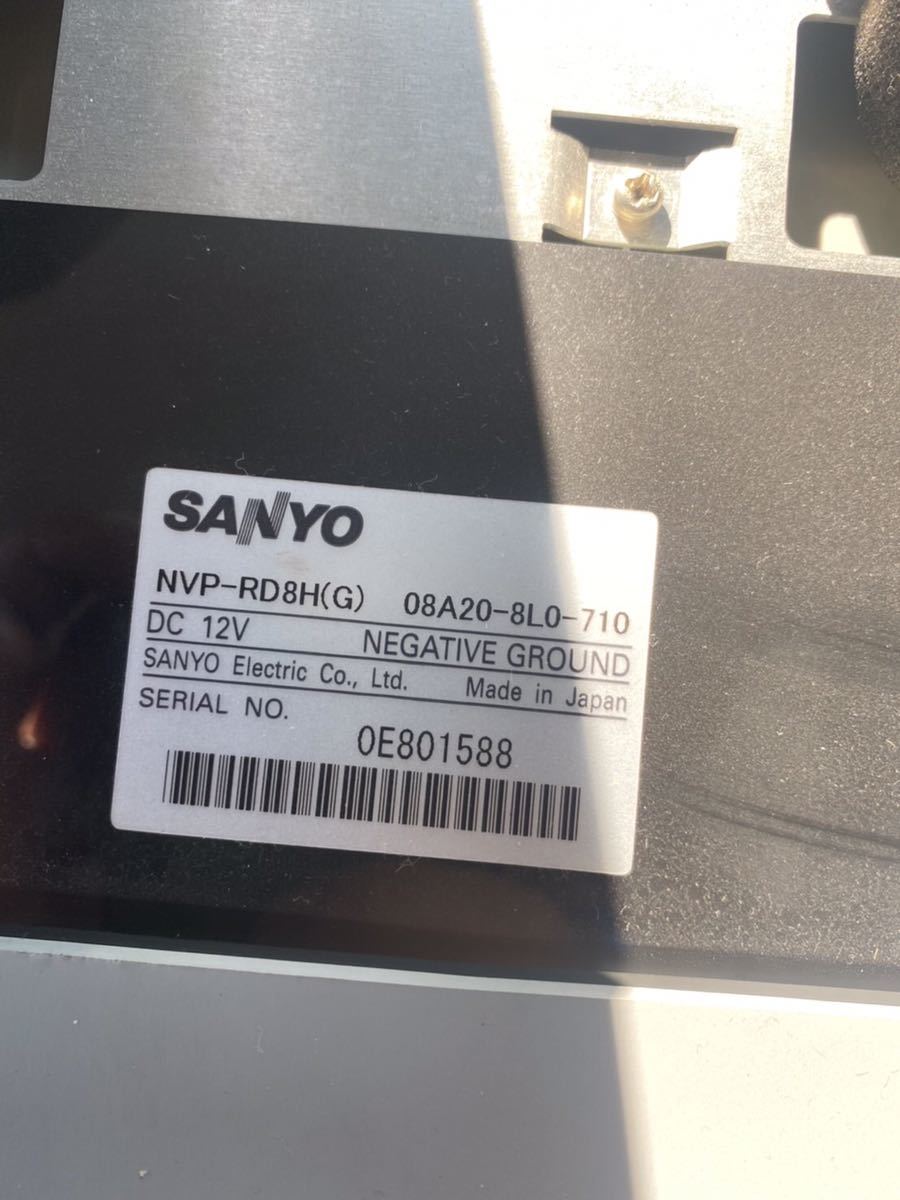 SANYO
NVP-RD8H(G) 08A20-8L0-710
DC 12V NEGATIVE GROUND
SANYO Electric Co., Ltd. Made in Japan
SERIAL NO.
0E801588